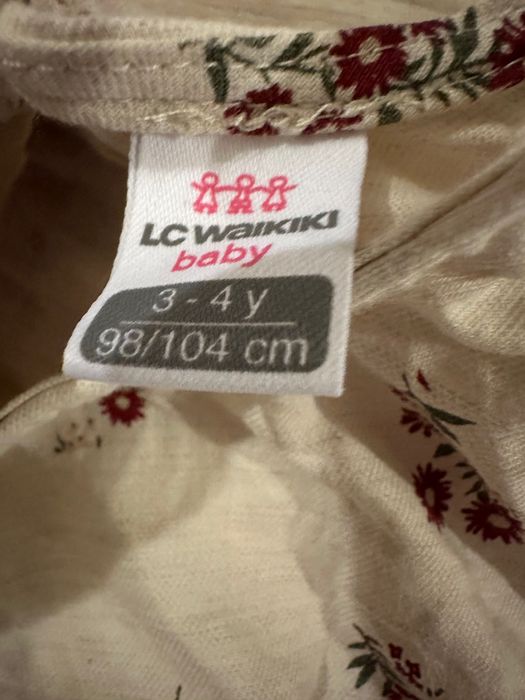 LC WAIKIKI
baby
3 - 4 y
98/104 cm